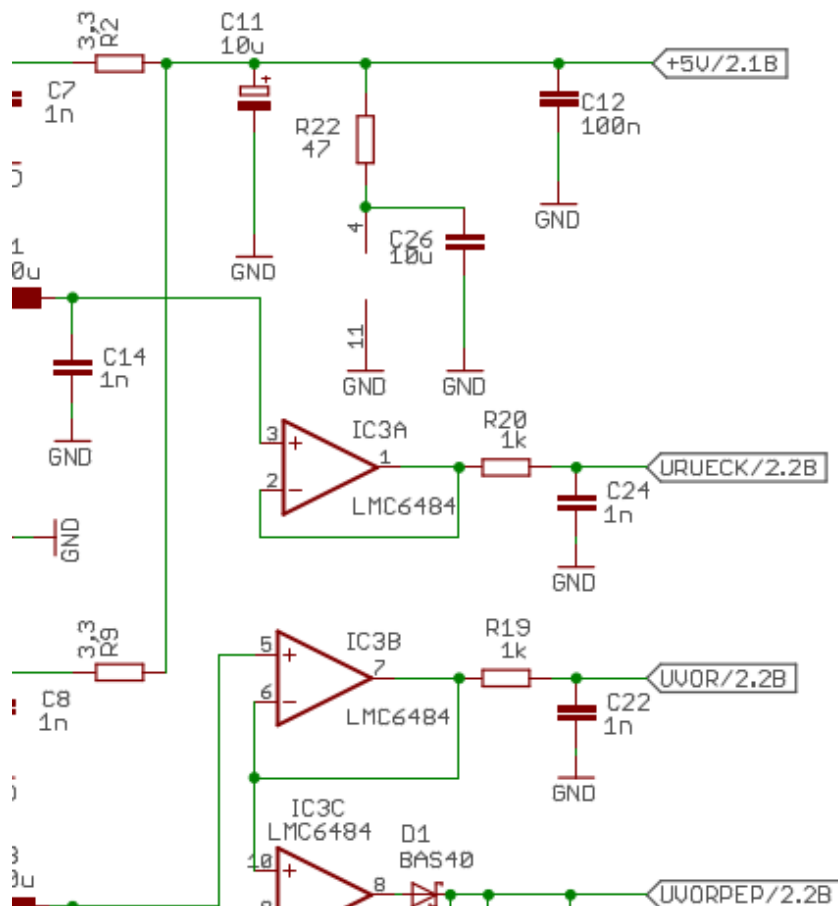 3,3
R2
C11
10u
+5V/2.1B
C7
1n
R22
47
C12
100n
GND
4
C26
10u
GND
11
GND
GND
C14
1n
GND
IC3A
3
+
1
2
-
LMC6484
R20
1k
URUECK/2.2B
C24
1n
GND
GND
3,3
R9
IC3B
5
+
7
6
-
LMC6484
R19
1k
UVOR/2.2B
C8
1n
C22
1n
GND
IC3C
LMC6484
D1
BAS40
10
+
8
UVORPEP/2.2B